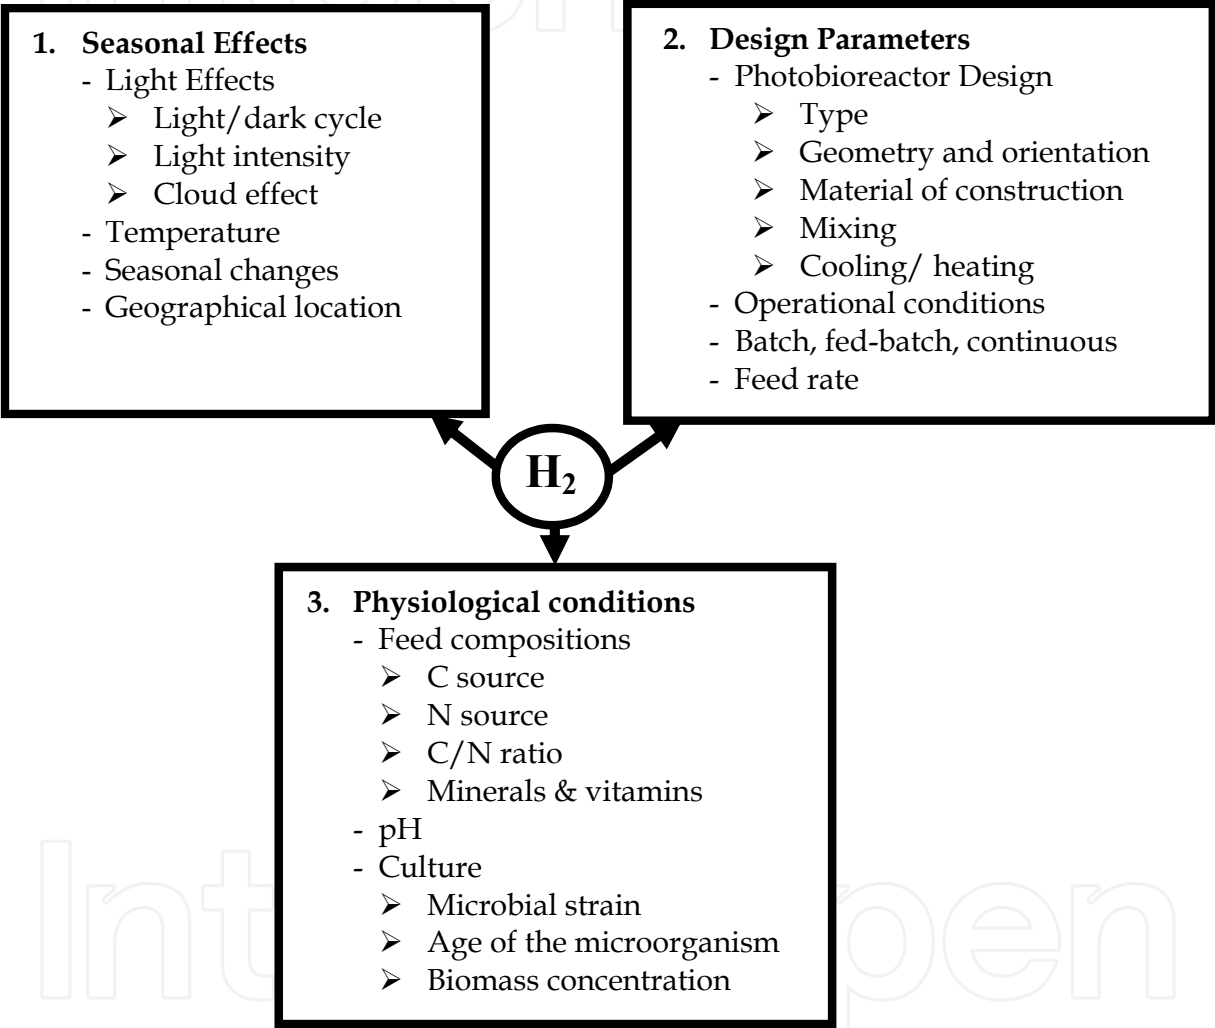 1. Seasonal Effects
- Light Effects
➢ Light/dark cycle
➢ Light intensity
➢ Cloud effect
- Temperature
- Seasonal changes
- Geographical location
2. Design Parameters
- Photobioreactor Design
➢ Type
➢ Geometry and orientation
➢ Material of construction
➢ Mixing
➢ Cooling/ heating
- Operational conditions
- Batch, fed-batch, continuous
- Feed rate
H₂
3. Physiological conditions
- Feed compositions
➢ C source
➢ N source
➢ C/N ratio
➢ Minerals & vitamins
- pH
- Culture
➢ Microbial strain
➢ Age of the microorganism
➢ Biomass concentration